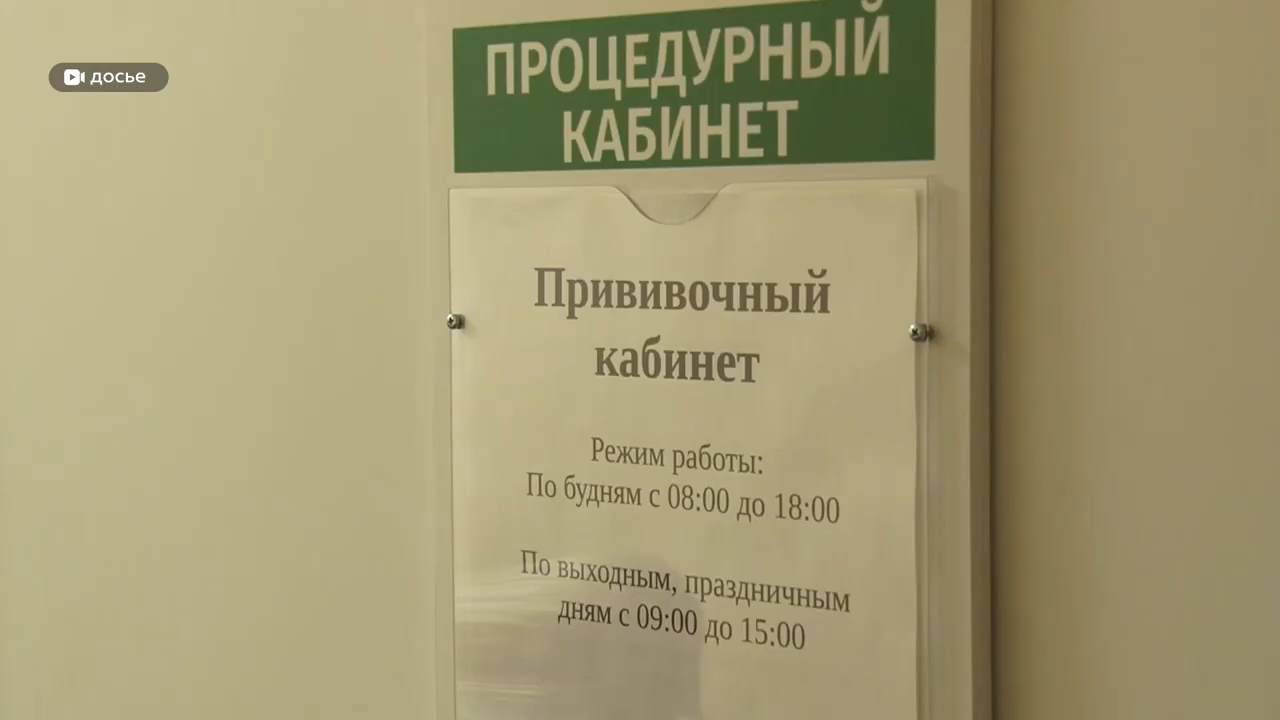 досье
ПРОЦЕДУРНЫЙ
КАБИНЕТ
Прививочный
кабинет
Режим работы:
По будням с 08:00 до 18:00
По выходным, праздничным
дням с 09:00 до 15:00